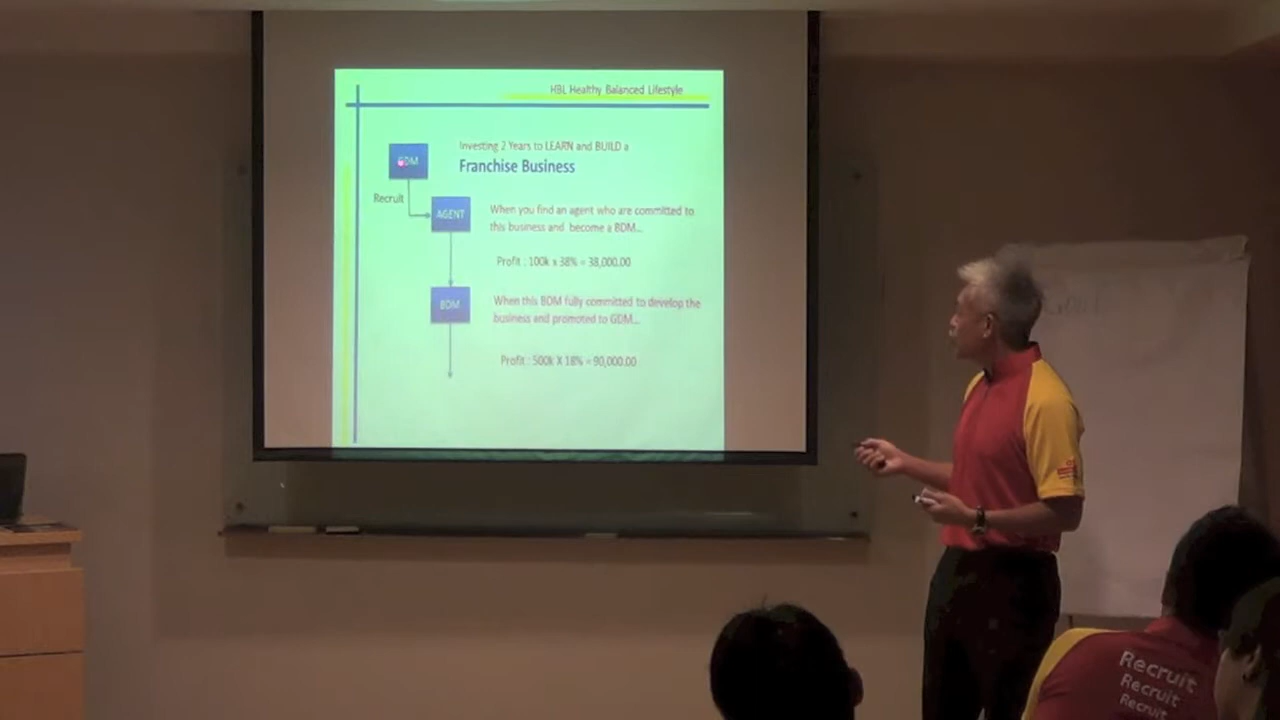 HBL Healthy Balanced Lifestyle
Investing 2 Years to LEARN and BUILD a
Franchise Business
GDM
Recruit
AGENT
When you find an agent who are committed to
this business and become a BDM...
Profit : 100k x 38% = 38,000.00
BDM
When this BDM fully committed to develop the
business and promoted to GDM...
Profit : 500k X 18% = 90,000.00
Recruit
Recruit
Recruit